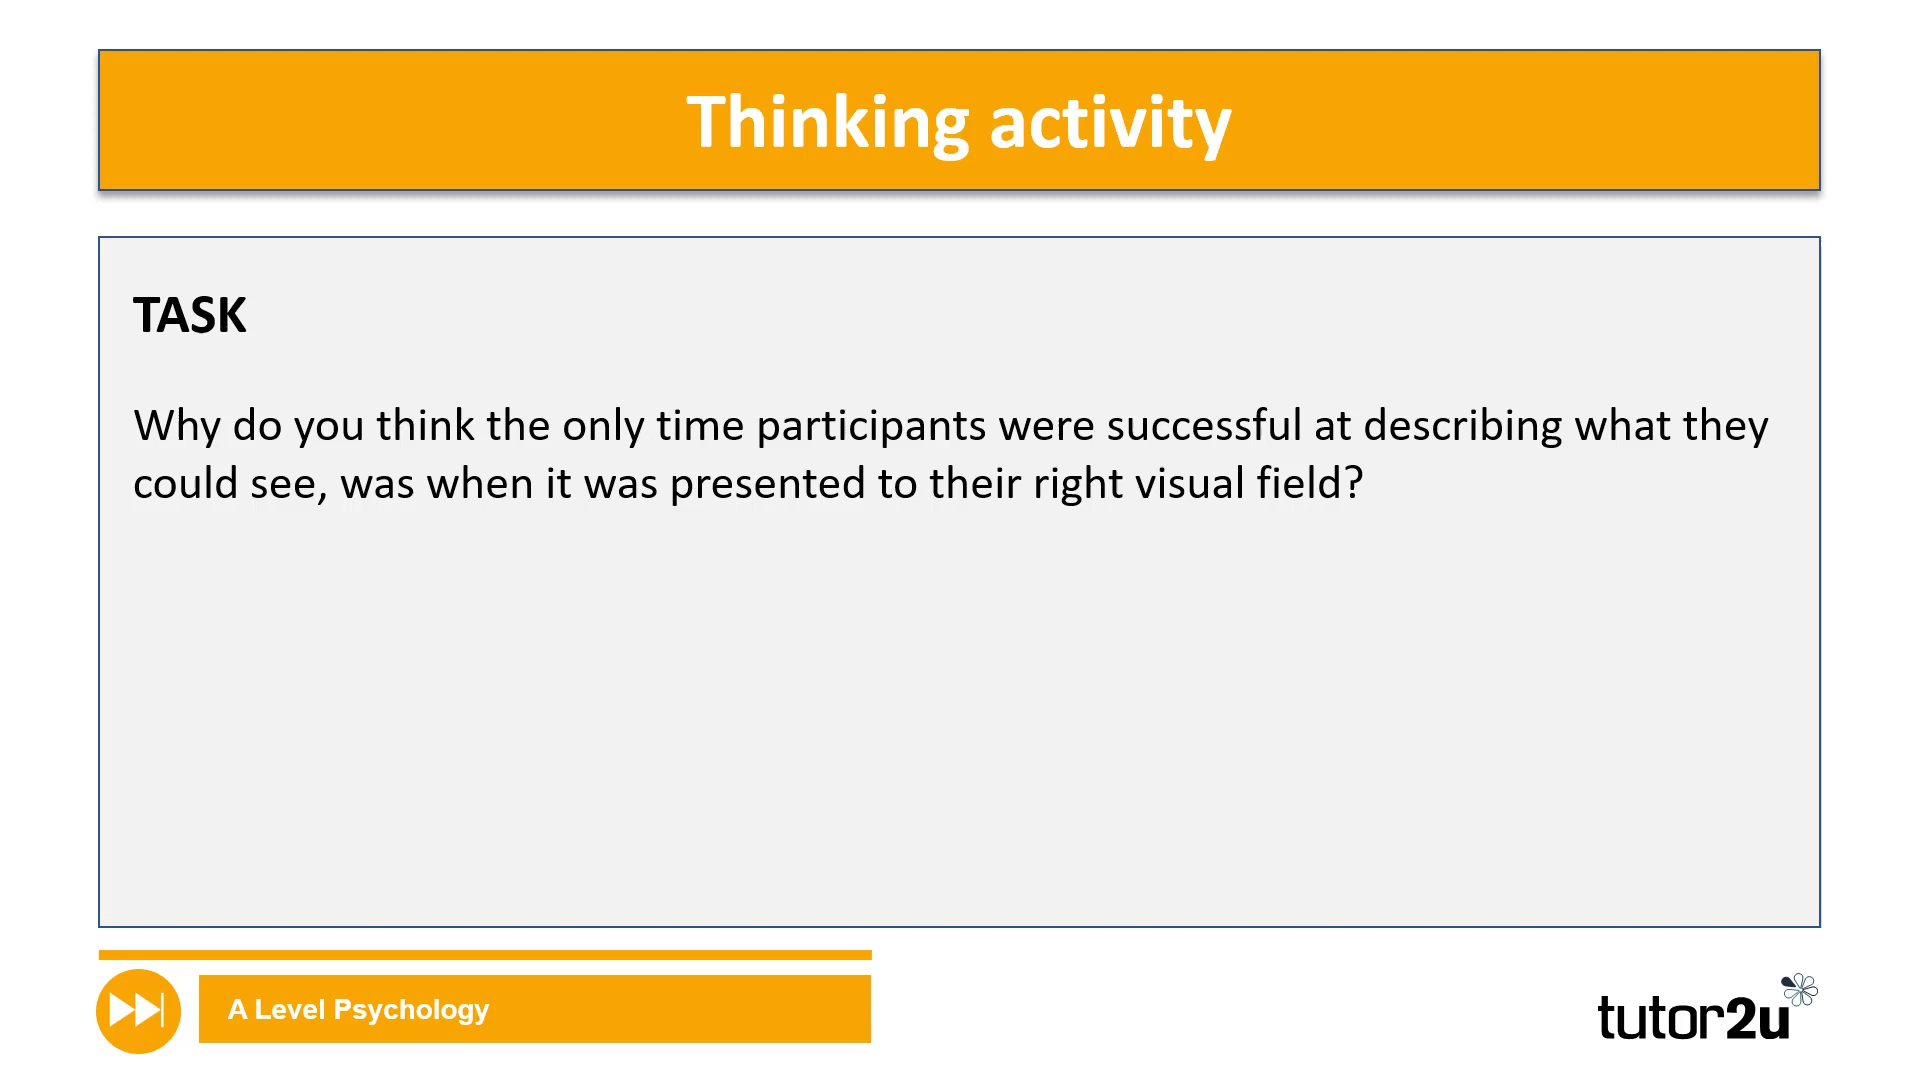 Thinking activity
TASK
Why do you think the only time participants were successful at describing what they
could see, was when it was presented to their right visual field?
A Level Psychology
tutor2u